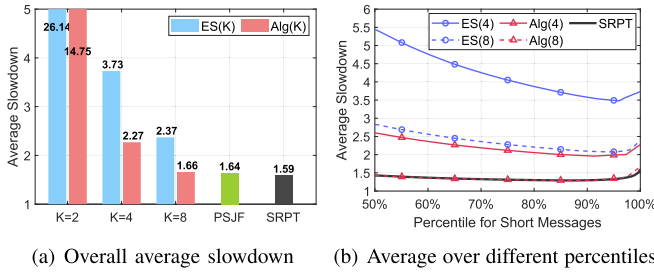 5
4
3
2
1
Average Slowdown
ES(K) Alg(K)
26.14
14.75
3.73
2.27
2.37
1.66
1.64
1.59
K=2 K=4 K=8 PSJF SRPT
(a) Overall average slowdown
6
5.5
5
4.5
4
3.5
3
2.5
2
1.5
1
Average Slowdown
ES(4) Alg(4) SRPT
ES(8) Alg(8)
50% 60% 70% 80% 90% 100%
Percentile for Short Messages
(b) Average over different percentiles